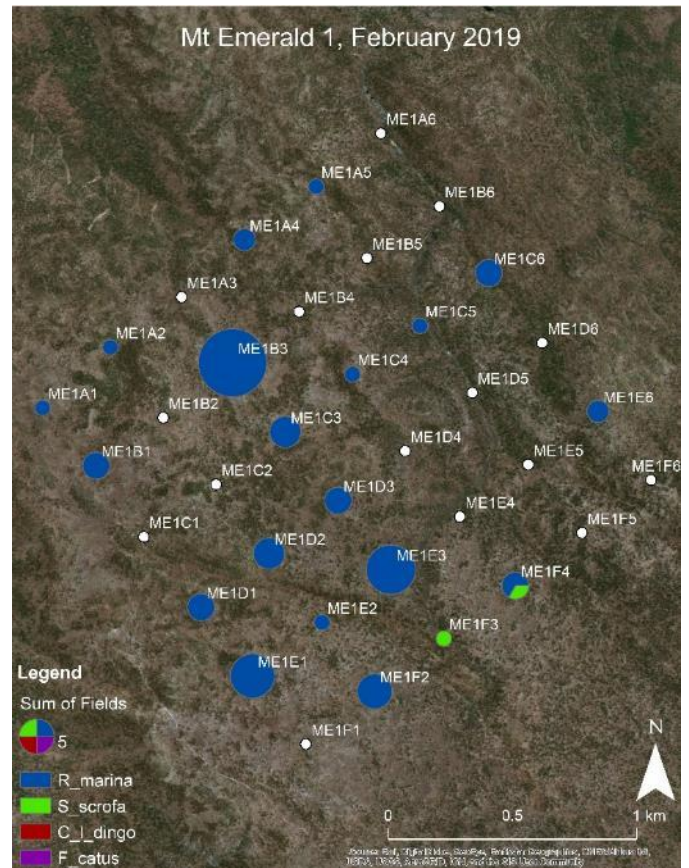 Mt Emerald 1, February 2019
ME1A6
ME1A5
ME1B6
ME1A4
ME1B5
ME1C6
ME1A3
ME1B4
ME1C5
ME1D6
ME1A2
ME1B3
ME1C4
ME1D5
ME1A1
ME1B2
ME1C3
ME1E6
ME1B1
ME1D4
ME1E5
ME1C2
ME1D3
ME1F6
ME1C1
ME1E4
ME1F5
ME1D2
ME1E3
ME1F4
ME1D1
ME1E2
ME1F3
ME1E1
ME1F2
ME1F1
Legend
Sum of Fields
5
R_marina
S_scrofa
C_l_dingo
F_catus
N
0 0.5 1 km